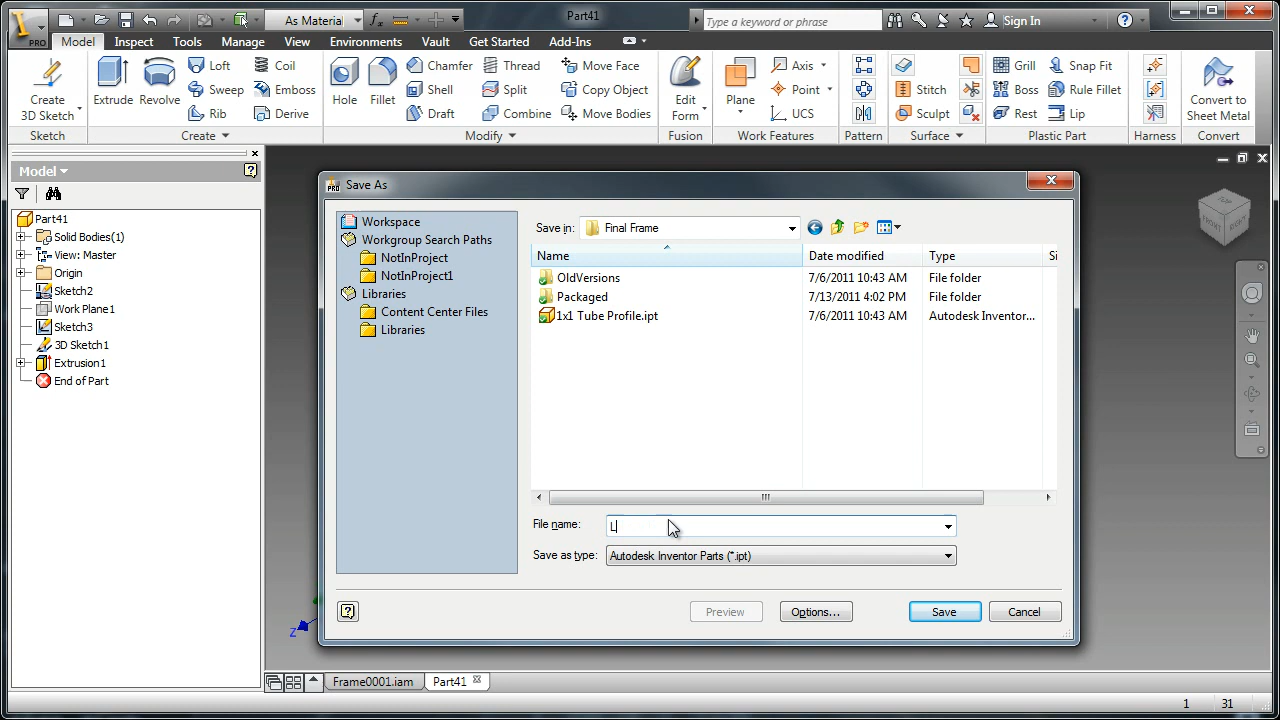 PRO
As Material
Part41
Type a keyword or phrase
Sign In
Model Inspect Tools Manage View Environments Vault Get Started Add-Ins
Create
3D Sketch
Sketch
Extrude
Revolve
Loft
Sweep
Rib
Coil
Emboss
Derive
Create
Hole
Fillet
Chamfer
Shell
Draft
Thread
Split
Combine
Move Face
Copy Object
Move Bodies
Modify
Edit
Form
Fusion
Plane
Axis
Point
UCS
Work Features
Pattern
Stitch
Sculpt
Surface
Grill
Boss
Rest
Snap Fit
Rule Fillet
Lip
Plastic Part
Harness
Convert to
Sheet Metal
Convert
Model
Part41
Solid Bodies(1)
View: Master
Origin
Sketch2
Work Plane1
Sketch3
3D Sketch1
Extrusion1
End of Part
Save As
Workspace
Workgroup Search Paths
NotInProject
NotInProject1
Libraries
Content Center Files
Libraries
Save in: Final Frame
Name Date modified Type Si
OldVersions 7/6/2011 10:43 AM File folder
Packaged 7/13/2011 4:02 PM File folder
1x1 Tube Profile.ipt 7/6/2011 10:43 AM Autodesk Inventor...
File name: L
Save as type: Autodesk Inventor Parts (*.ipt)
Preview Options... Save Cancel
FRONT
RIGHT
Z
Frame0001.iam Part41
1 31